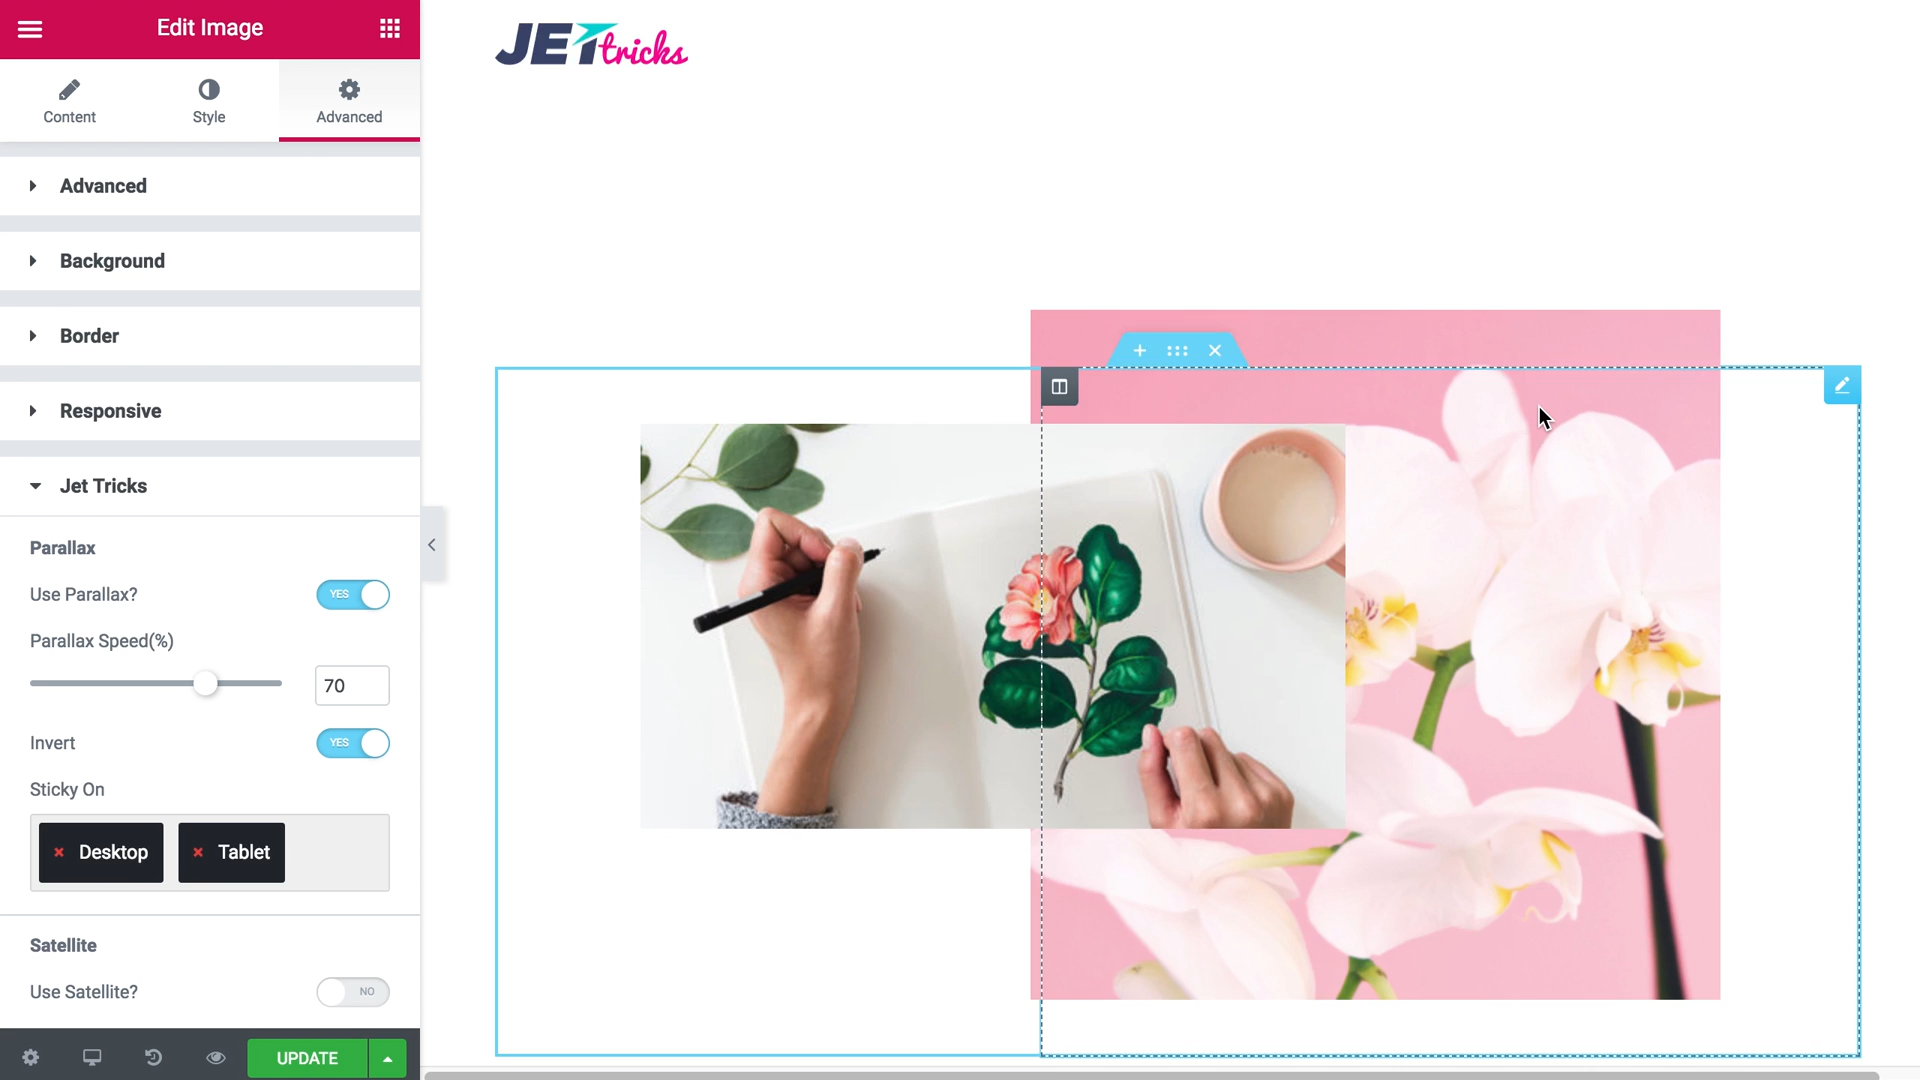 Edit Image
JETtricks
Content
Style
Advanced
Advanced
Background
Border
Responsive
Jet Tricks
Parallax
Use Parallax?
YES
Parallax Speed(%)
70
Invert
YES
Sticky On
× Desktop
× Tablet
Satellite
Use Satellite?
NO
UPDATE